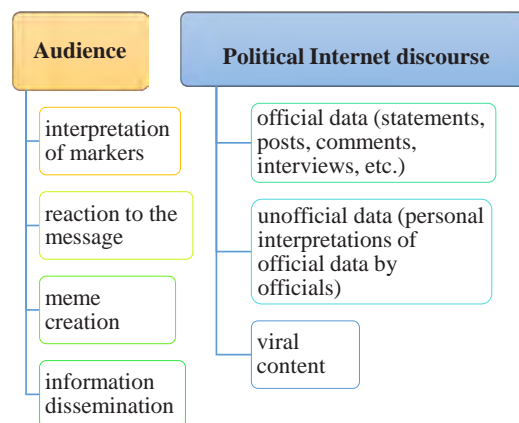 Audience
interpretation
of markers
reaction to the
message
meme
creation
information
dissemination
Political Internet discourse
official data (statements,
posts, comments,
interviews, etc.)
unofficial data (personal
interpretations of
official data by
officials)
viral
content